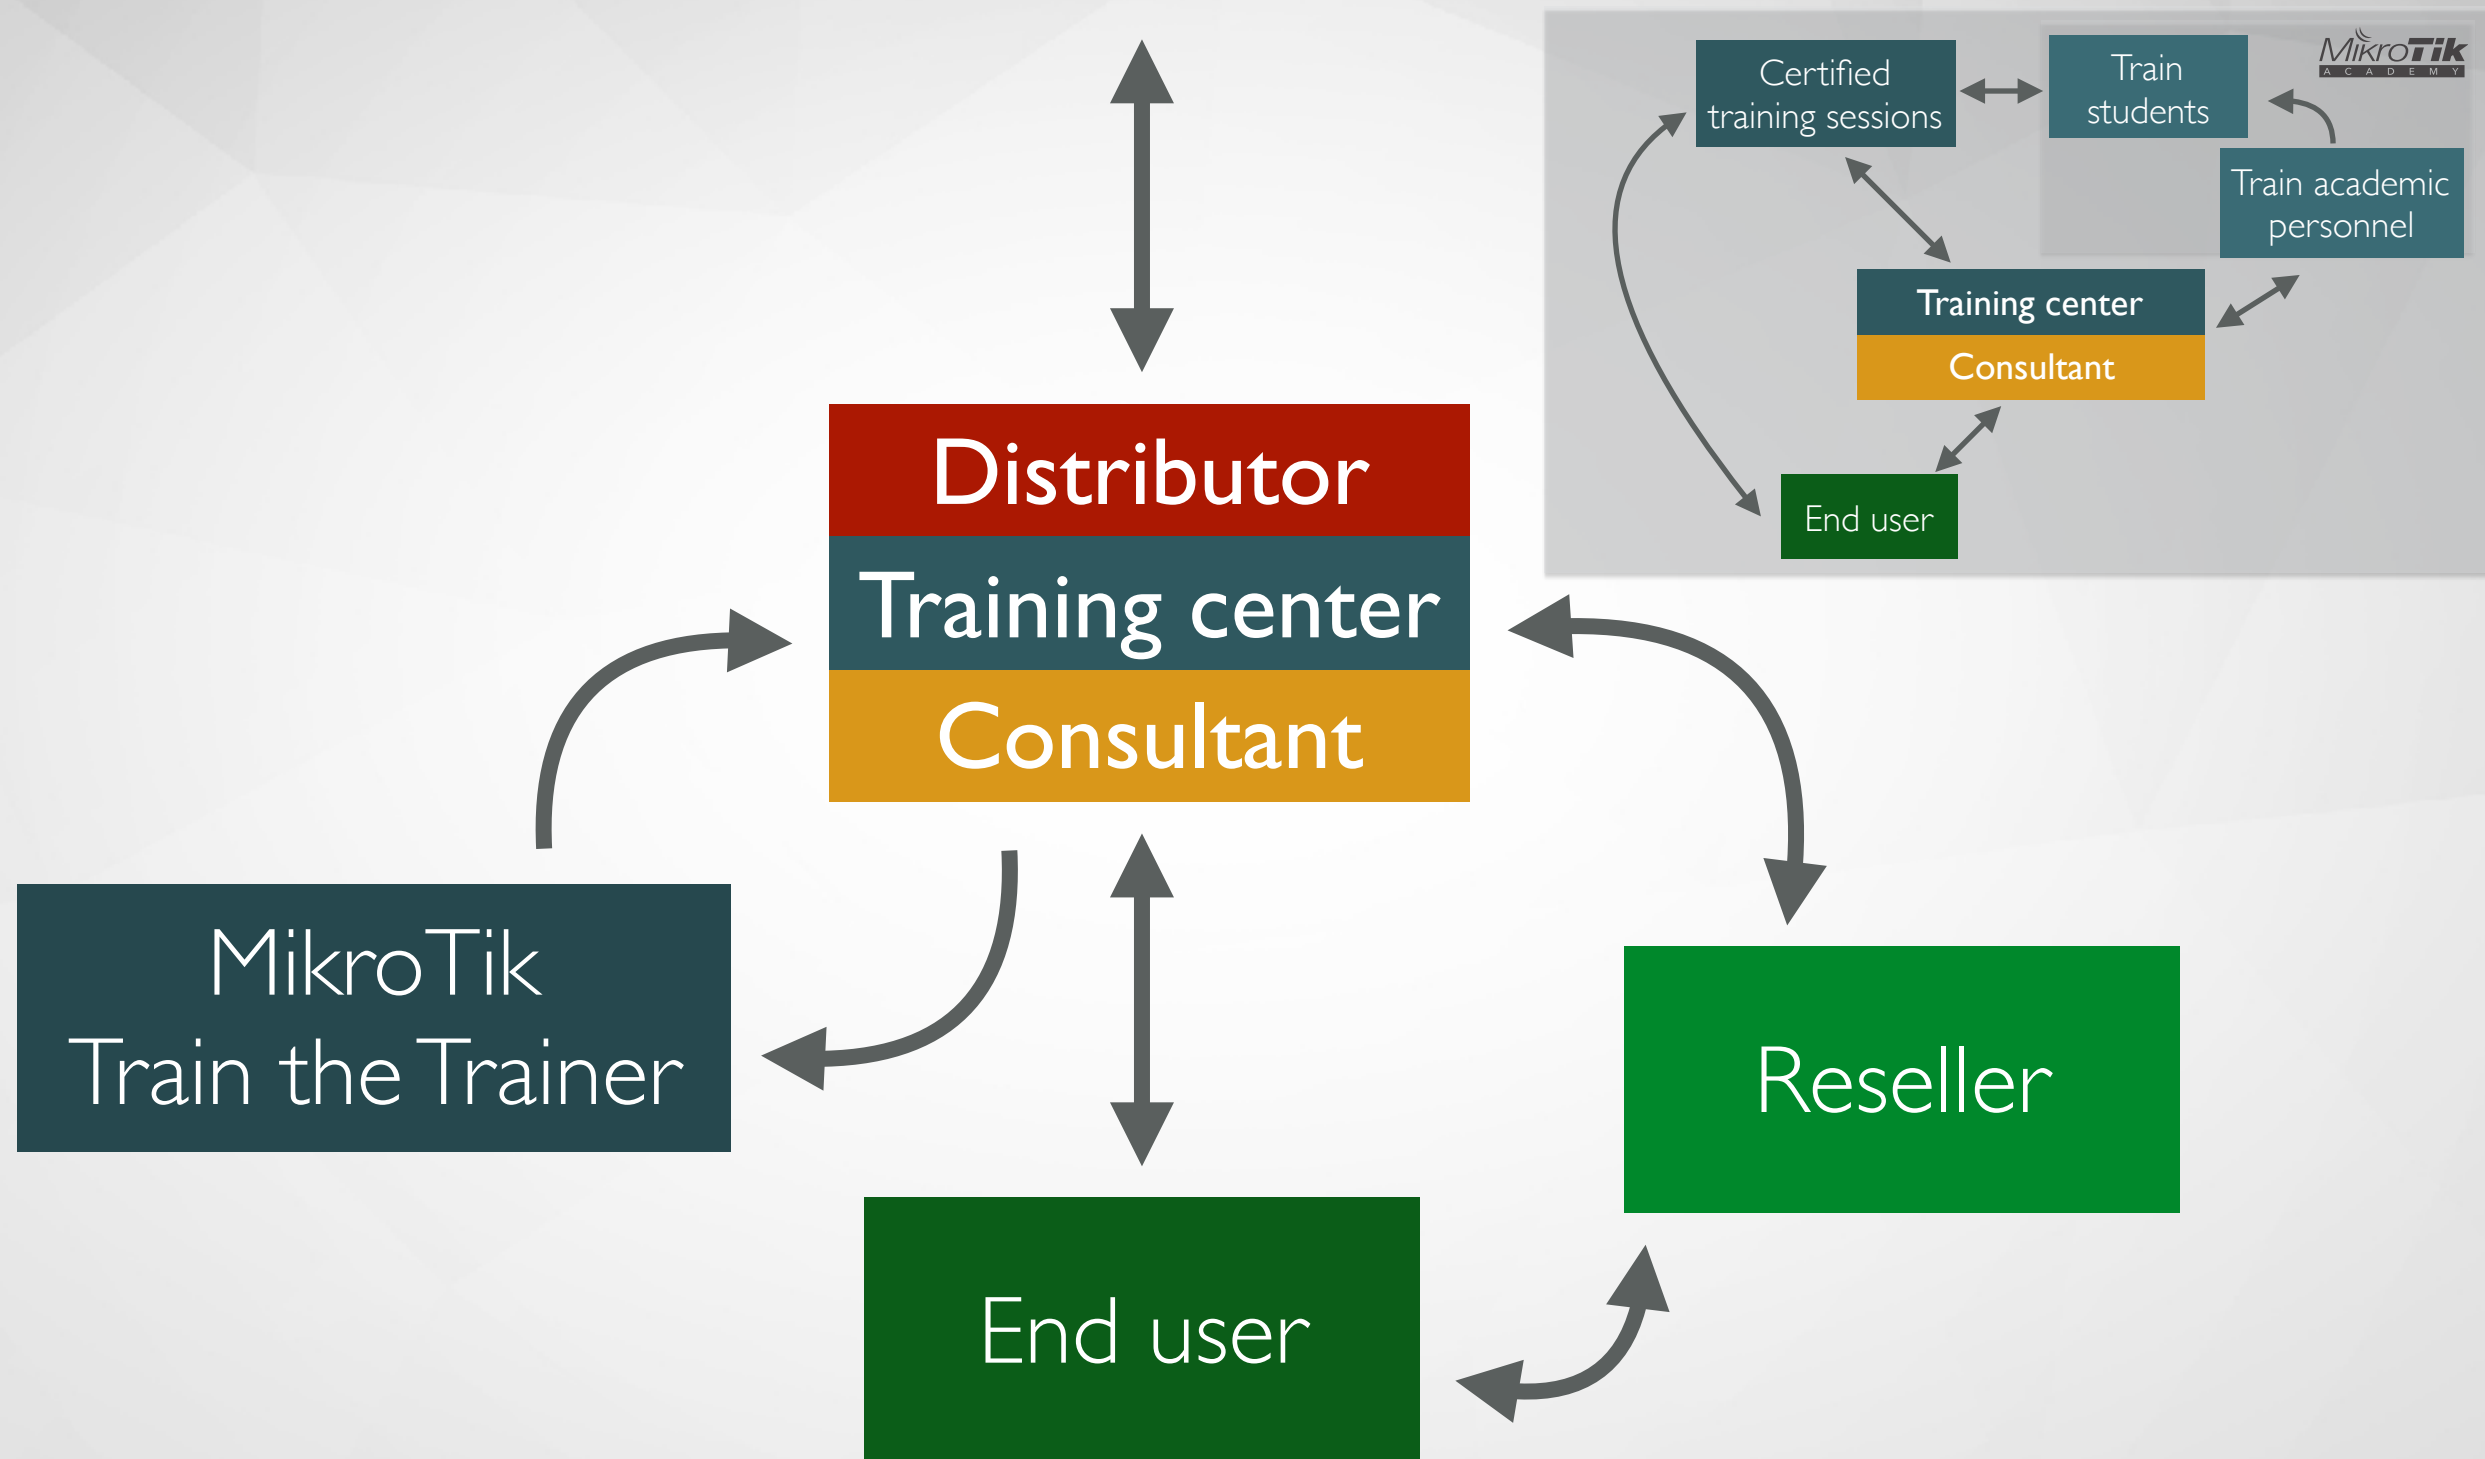 MikroTik
ACADEMY
Certified
training sessions
Train
students
Train academic
personnel
Training center
Consultant
End user
Distributor
Training center
Consultant
MikroTik
Train the Trainer
Reseller
End user